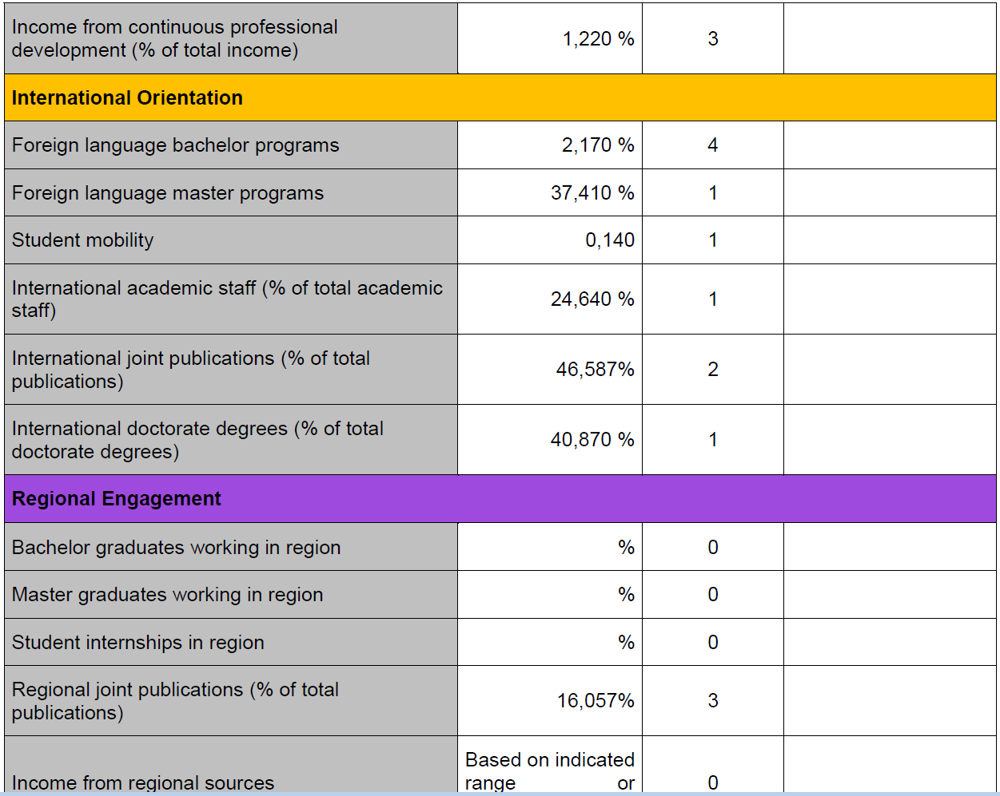 Income from continuous professional
development (% of total income)
1,220 %
3
International Orientation
Foreign language bachelor programs
2,170 %
4
Foreign language master programs
37,410 %
1
Student mobility
0,140
1
International academic staff (% of total academic
staff)
24,640 %
1
International joint publications (% of total
publications)
46,587%
2
International doctorate degrees (% of total
doctorate degrees)
40,870 %
1
Regional Engagement
Bachelor graduates working in region
%
0
Master graduates working in region
%
0
Student internships in region
%
0
Regional joint publications (% of total
publications)
16,057%
3
Income from regional sources
Based on indicated
range or
0